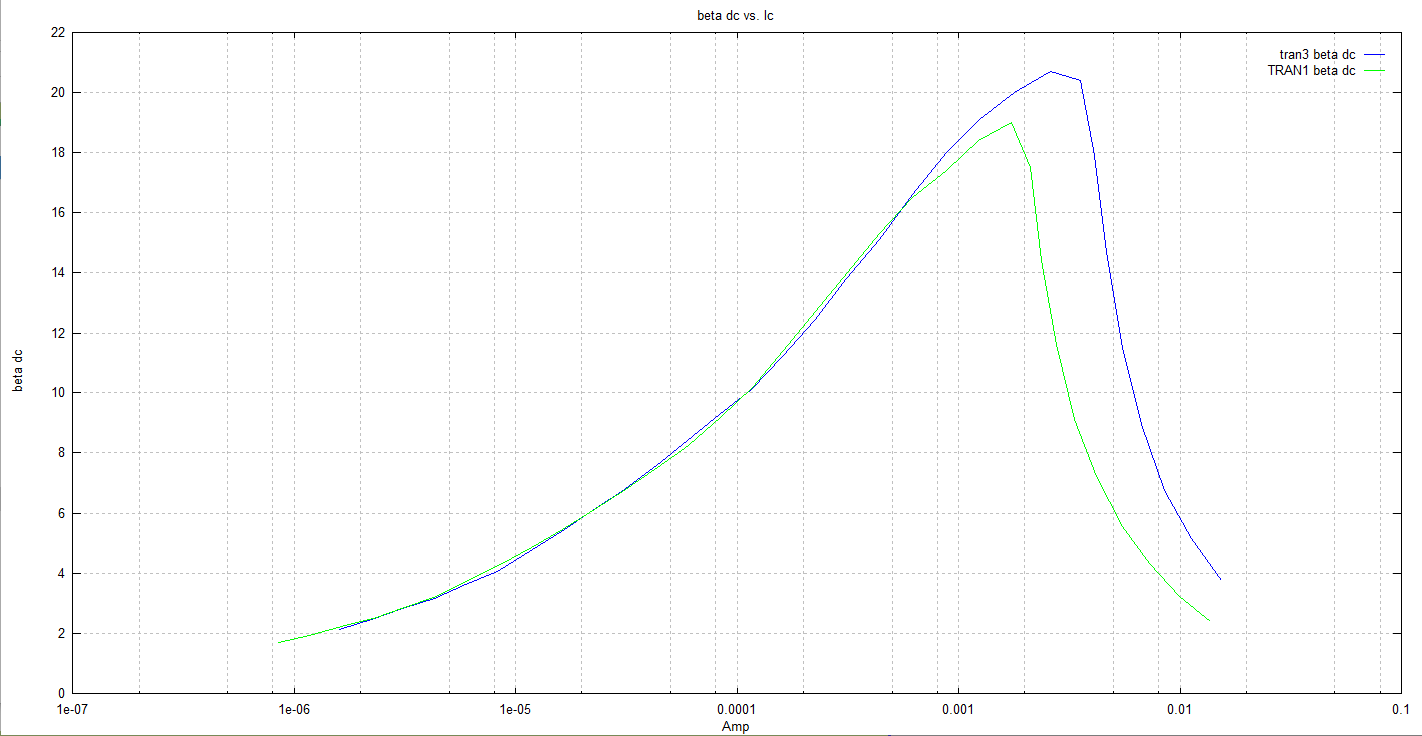 beta dc vs. Ic
22
20
18
16
14
12
10
8
6
4
2
0
beta dc
tran3 beta dc
TRAN1 beta dc
1e-07 1e-06 1e-05 0.0001 0.001 0.01 0.1
Amp